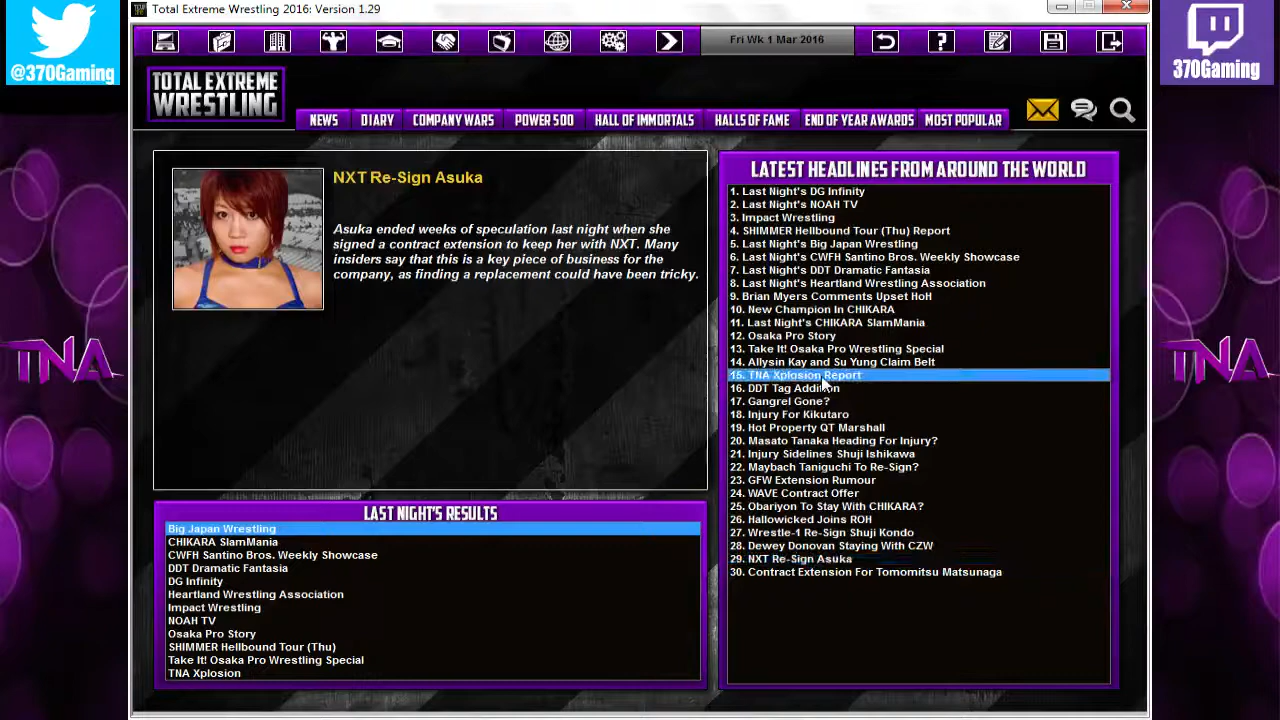 Total Extreme Wrestling 2016: Version 1.29
@370Gaming
370Gaming
Fri Wk 1 Mar 2016
TOTAL EXTREME
WRESTLING
NEWS
DIARY
COMPANY WARS
POWER 500
HALL OF IMMORTALS
HALLS OF FAME
END OF YEAR AWARDS
MOST POPULAR
NXT Re-Sign Asuka
Asuka ended weeks of speculation last night when she
signed a contract extension to keep her with NXT. Many
insiders say that this is a key piece of business for the
company, as finding a replacement could have been tricky.
LATEST HEADLINES FROM AROUND THE WORLD
1. Last Night's DG Infinity
2. Last Night's NOAH TV
3. Impact Wrestling
4. SHIMMER Hellbound Tour (Thu) Report
5. Last Night's Big Japan Wrestling
6. Last Night's CWFH Santino Bros. Weekly Showcase
7. Last Night's DDT Dramatic Fantasia
8. Last Night's Heartland Wrestling Association
9. Brian Myers Comments Upset HoH
10. New Champion In CHIKARA
11. Last Night's CHIKARA SlamMania
12. Osaka Pro Story
13. Take It! Osaka Pro Wrestling Special
14. Allysin Kay and Su Yung Claim Belt
15. TNA Xplosion Report
16. DDT Tag Addition
17. Gangrel Gone?
18. Injury For Kikutaro
19. Hot Property QT Marshall
20. Masato Tanaka Heading For Injury?
21. Injury Sidelines Shuji Ishikawa
22. Maybach Taniguchi To Re-Sign?
23. GFW Extension Rumour
24. WAVE Contract Offer
25. Obariyon To Stay With CHIKARA?
26. Hallowicked Joins ROH
27. Wrestle-1 Re-Sign Shuji Kondo
28. Dewey Donovan Staying With CZW
29. NXT Re-Sign Asuka
30. Contract Extension For Tomomitsu Matsunaga
LAST NIGHT'S RESULTS
Big Japan Wrestling
CHIKARA SlamMania
CWFH Santino Bros. Weekly Showcase
DDT Dramatic Fantasia
DG Infinity
Heartland Wrestling Association
Impact Wrestling
NOAH TV
Osaka Pro Story
SHIMMER Hellbound Tour (Thu)
Take It! Osaka Pro Wrestling Special
TNA Xplosion
TNA
TNA